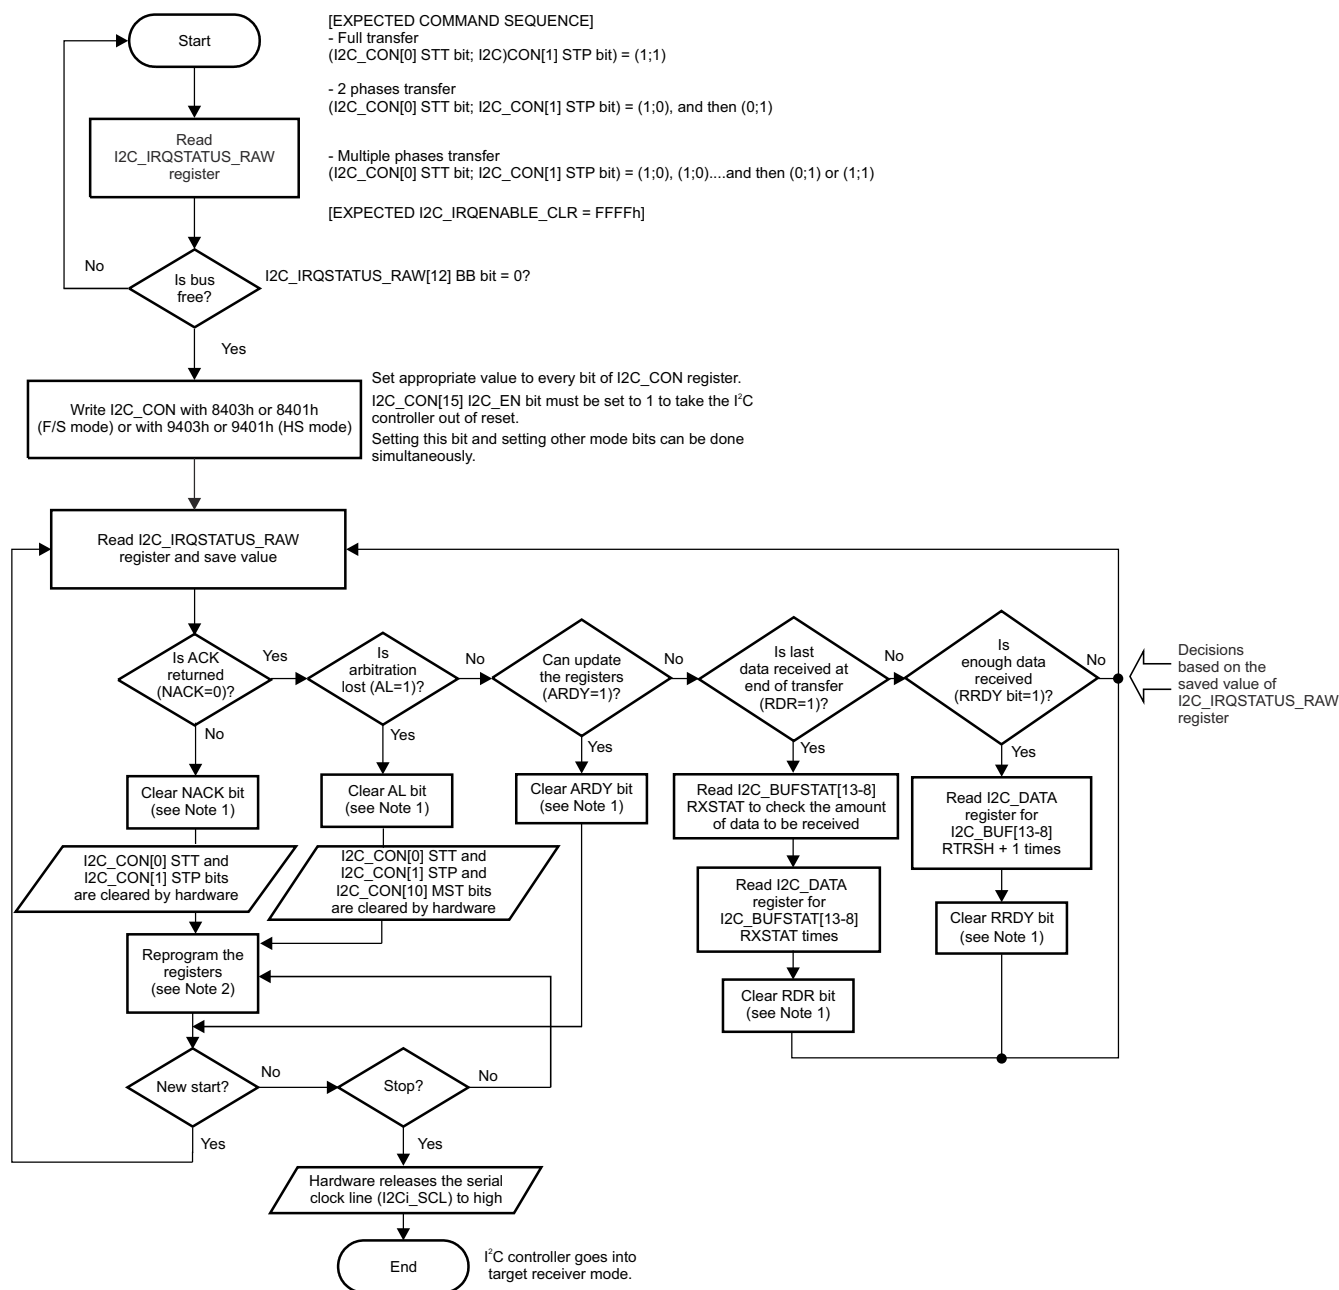 Start
[EXPECTED COMMAND SEQUENCE]
- Full transfer
(I2C_CON[0] STT bit; I2C)CON[1] STP bit) = (1;1)
- 2 phases transfer
(I2C_CON[0] STT bit; I2C_CON[1] STP bit) = (1;0), and then (0;1)
- Multiple phases transfer
(I2C_CON[0] STT bit; I2C_CON[1] STP bit) = (1;0), (1;0)....and then (0;1) or (1;1)
[EXPECTED I2C_IRQENABLE_CLR = FFFFh]
Read
I2C_IRQSTATUS_RAW
register
No
Is bus
free?
I2C_IRQSTATUS_RAW[12] BB bit = 0?
Yes
Write I2C_CON with 8403h or 8401h
(F/S mode) or with 9403h or 9401h (HS mode)
Set appropriate value to every bit of I2C_CON register.
I2C_CON[15] I2C_EN bit must be set to 1 to take the I²C
controller out of reset.
Setting this bit and setting other mode bits can be done
simultaneously.
Read I2C_IRQSTATUS_RAW
register and save value
Is ACK
returned
(NACK=0)?
Yes
No
Is
arbitration
lost (AL=1)?
No
Yes
Can update
the registers
(ARDY=1)?
No
Yes
Is last
data received at
end of transfer
(RDR=1)?
No
Yes
Is
enough data
received
(RRDY bit=1)?
No
Yes
Decisions
based on the
saved value of
I2C_IRQSTATUS_RAW
register
Clear NACK bit
(see Note 1)
Clear AL bit
(see Note 1)
Clear ARDY bit
(see Note 1)
Read I2C_BUFSTAT[13-8]
RXSTAT to check the amount
of data to be received
Read I2C_DATA
register for
I2C_BUF[13-8]
RTRSH + 1 times
I2C_CON[0] STT and
I2C_CON[1] STP bits
are cleared by hardware
I2C_CON[0] STT and
I2C_CON[1] STP and
I2C_CON[10] MST bits
are cleared by hardware
Read I2C_DATA
register for
I2C_BUFSTAT[13-8]
RXSTAT times
Clear RRDY bit
(see Note 1)
Reprogram the
registers
(see Note 2)
Clear RDR bit
(see Note 1)
New start?
No
Yes
Stop?
No
Yes
Hardware releases the serial
clock line (I2Ci_SCL) to high
End
I²C controller goes into
target receiver mode.